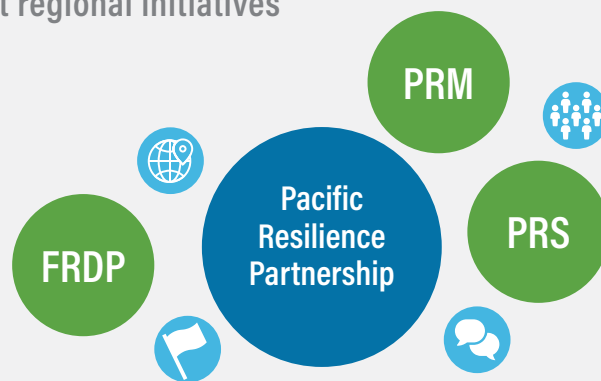 t regional initiatives
PRM
Pacific
Resilience
Partnership
PRS
FRDP